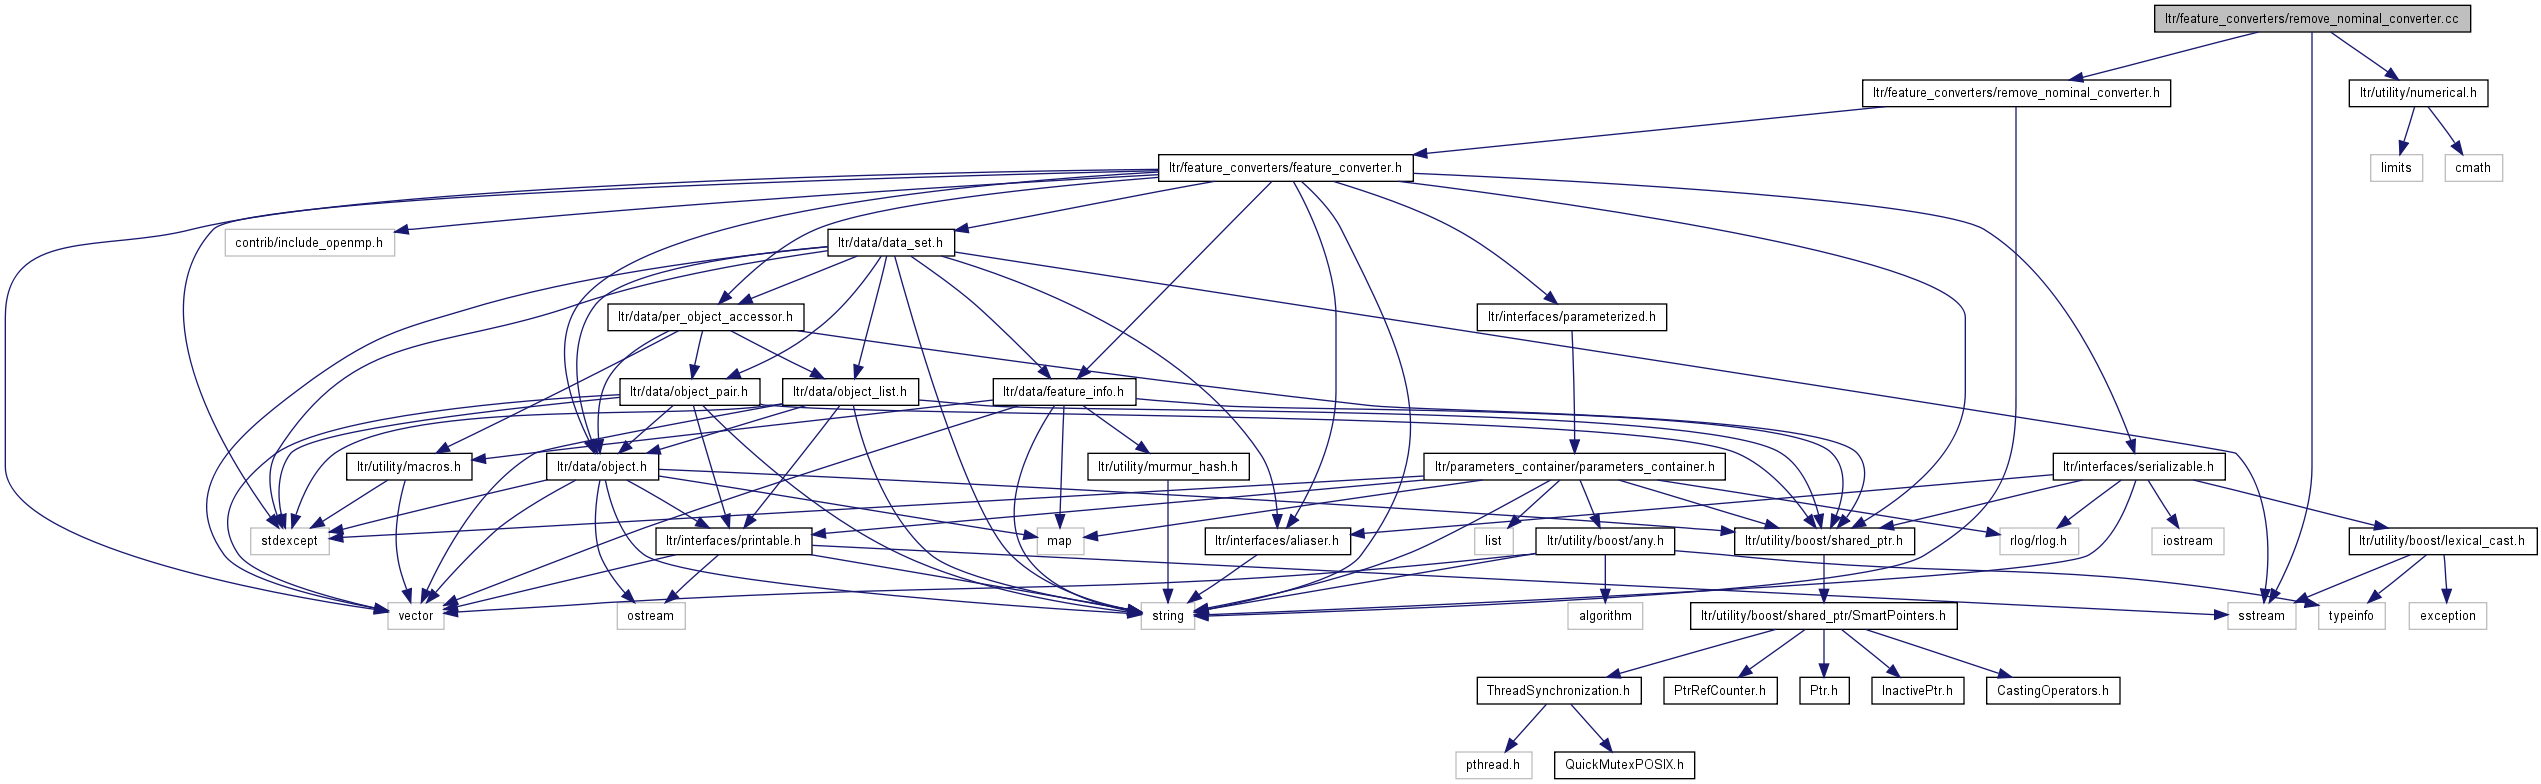 ltr/feature_converters/remove_nominal_converter.cc
ltr/feature_converters/remove_nominal_converter.h
ltr/utility/numerical.h
ltr/feature_converters/feature_converter.h
limits
cmath
contrib/include_openmp.h
ltr/data/data_set.h
ltr/data/per_object_accessor.h
ltr/interfaces/parameterized.h
ltr/data/object_pair.h
ltr/data/object_list.h
ltr/data/feature_info.h
ltr/utility/macros.h
ltr/data/object.h
ltr/utility/murmur_hash.h
ltr/parameters_container/parameters_container.h
ltr/interfaces/serializable.h
stdexcept
ltr/interfaces/printable.h
map
ltr/interfaces/aliaser.h
list
ltr/utility/boost/any.h
ltr/utility/boost/shared_ptr.h
rlog/rlog.h
iostream
ltr/utility/boost/lexical_cast.h
vector
ostream
string
algorithm
ltr/utility/boost/shared_ptr/SmartPointers.h
sstream
typeinfo
exception
ThreadSynchronization.h
PtrRefCounter.h
Ptr.h
InactivePtr.h
CastingOperators.h
pthread.h
QuickMutexPOSIX.h